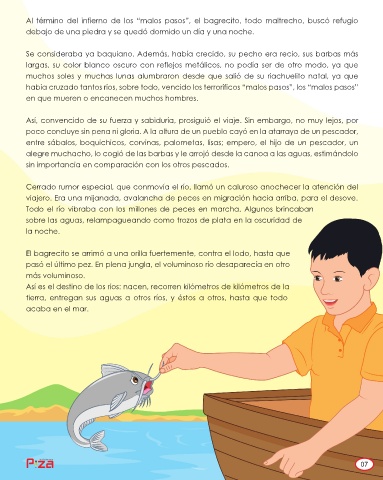 Al término del infierno de los “malos pasos”, el bagrecito, todo maltrecho, buscó refugio
debajo de una piedra y se quedó dormido un día y una noche.

Se consideraba ya baquiano. Además, había crecido, su pecho era recio, sus barbas más
largas, su color blanco oscuro con reflejos metálicos, no podía ser de otro modo, ya que
muchos soles y muchas lunas alumbraron desde que salió de su riachuelito natal, ya que
había cruzado tantos ríos, sobre todo, vencido los terroríficos “malos pasos”, los “malos pasos”
en que mueren o encanecen muchos hombres.

Así, convencido de su fuerza y sabiduría, prosiguió el viaje. Sin embargo, no muy lejos, por
poco concluye sin pena ni gloria. A la altura de un pueblo cayó en la atarraya de un pescador,
entre sábalos, boquichicos, corvinas, palometas, lisas; empero, el hijo de un pescador, un
alegre muchacho, lo cogió de las barbas y le arrojó desde la canoa a las aguas, estimándolo
sin importancia en comparación con los otros pescados.

Cerrado rumor especial, que conmovía el río, llamó un caluroso anochecer la atención del
viajero. Era una mijanada, avalancha de peces en migración hacia arriba, para el desove.
Todo el río vibraba con los millones de peces en marcha. Algunos brincaban
sobre las aguas, relampagueando como trozos de plata en la oscuridad de
la noche.

El bagrecito se arrimó a una orilla fuertemente, contra el lodo, hasta que
pasó el último pez. En plena jungla, el voluminoso río desaparecía en otro
más voluminoso.
Así es el destino de los ríos: nacen, recorren kilómetros de kilómetros de la
tierra, entregan sus aguas a otros ríos, y éstos a otros, hasta que todo
acaba en el mar.
P·za
07